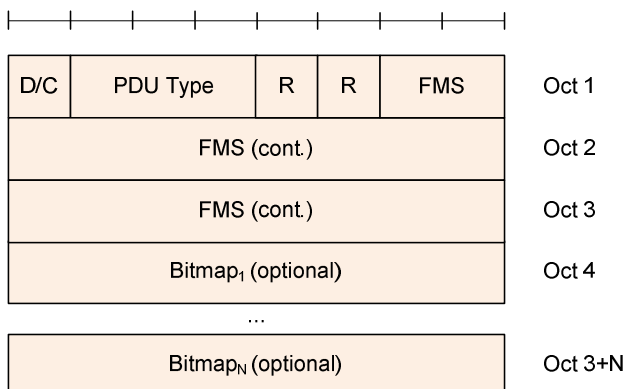 D/C PDU Type R R FMS Oct 1
FMS (cont.) Oct 2
FMS (cont.) Oct 3
Bitmap₁ (optional) Oct 4
...
Bitmap_N (optional) Oct 3+N